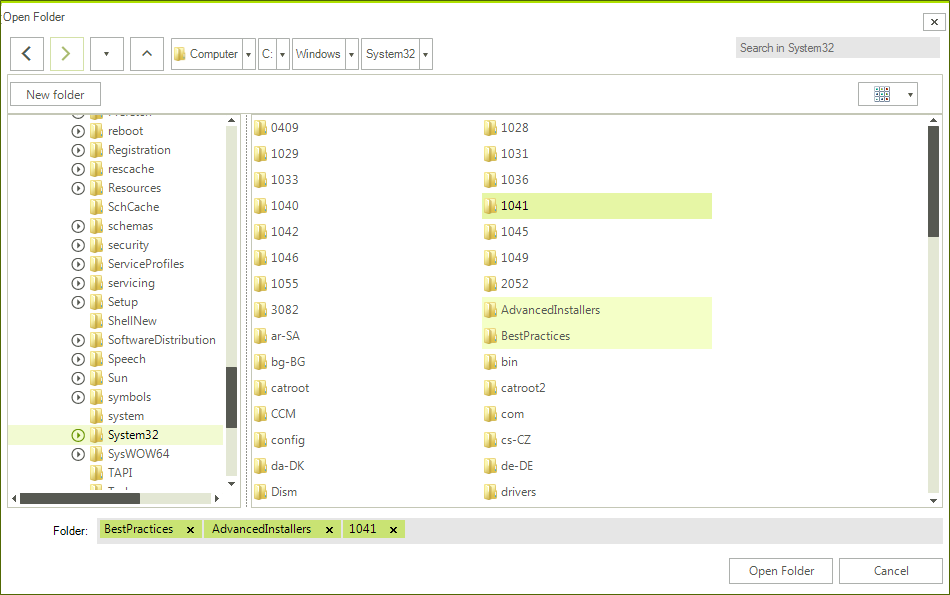 Open Folder
Computer C: Windows System32
Search in System32
New folder
reboot
Registration
rescache
Resources
SchCache
schemas
security
ServiceProfiles
servicing
Setup
ShellNew
SoftwareDistribution
Speech
Sun
symbols
system
System32
SysWOW64
TAPI
0409 1028
1029 1031
1033 1036
1040 1041
1042 1045
1046 1049
1055 2052
3082 AdvancedInstallers
ar-SA BestPractices
bg-BG bin
catroot catroot2
CCM com
config cs-CZ
da-DK de-DE
Dism drivers
Folder: BestPractices AdvancedInstallers 1041
Open Folder Cancel